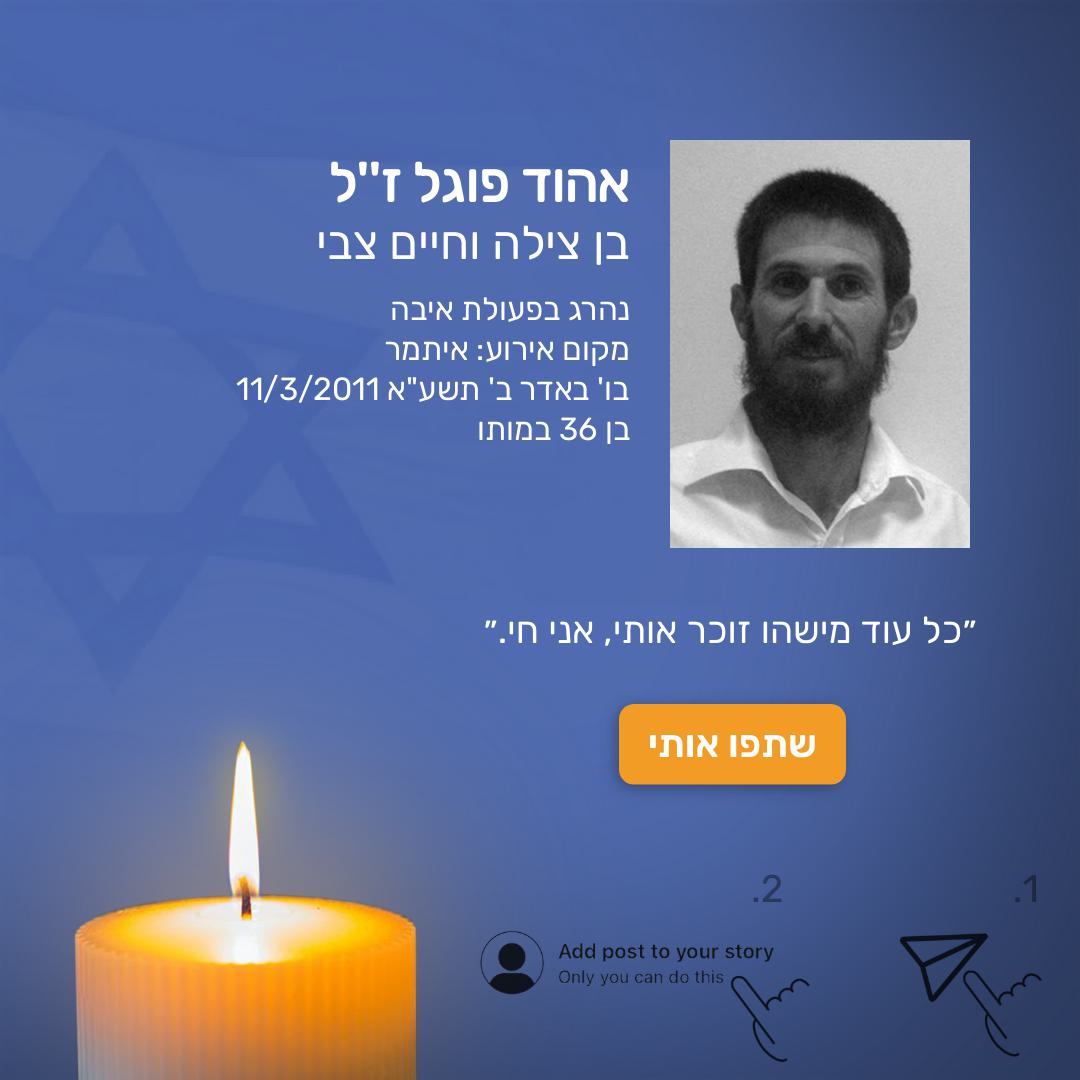 אהוד פוגל ז"ל
בן צילה וחיים צבי
נהרג בפעולת איבה
מקום אירוע: איתמר
בו' באדר ב' תשע"א 11/3/2011
בן 36 במותו
״כל עוד מישהו זוכר אותי, אני חי.״
שתפו אותי
.1
.2
Add post to your story
Only you can do this